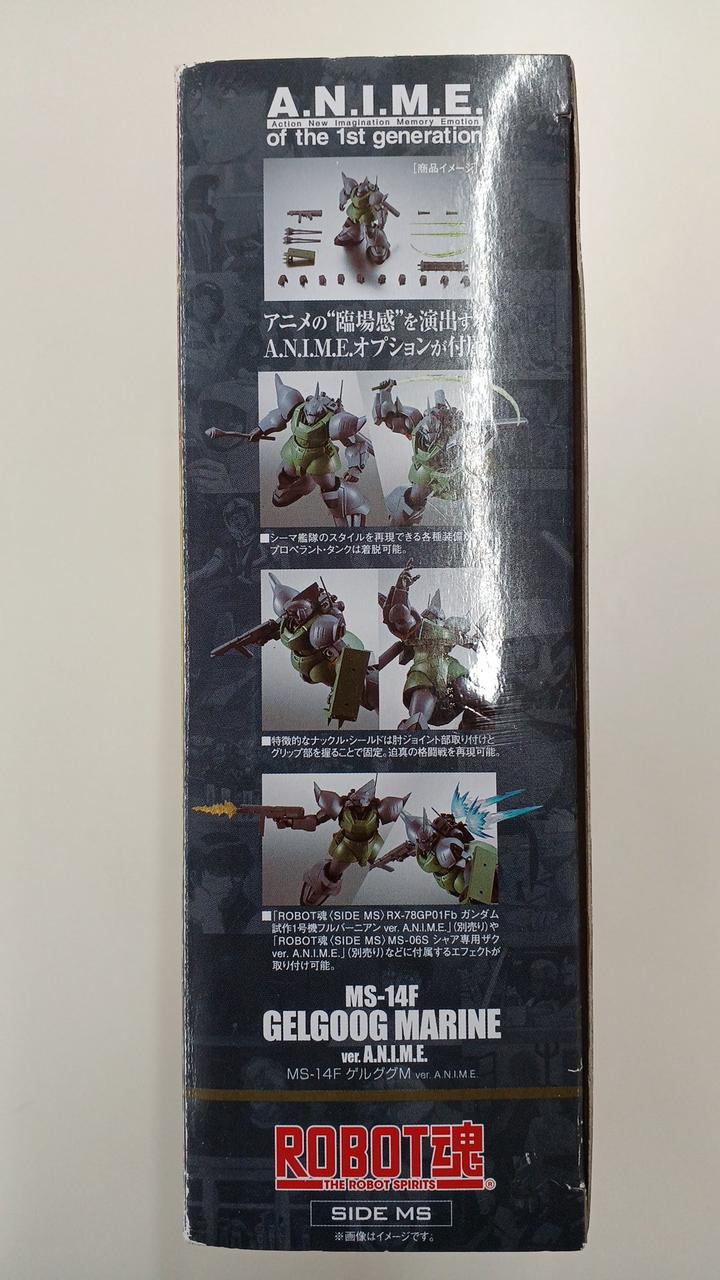 A.N.I.M.E.
Action New Imagination Memory Emotion
of the 1st generation
[商品イメージ]
アニメの“臨場感”を演出す
A.N.I.M.E.オプションが付
■シーマ艦隊のスタイルを再現できる各種装備
プロペラント・タンクは着脱可能。
■特徴的なナックル・シールドは肘ジョイント部取り付けと
グリップ部を握ることで固定。迫真の格闘戦を再現可能。
■「ROBOT魂〈SIDE MS〉RX-78GP01Fb ガンダム
試作1号機フルバーニアン ver. A.N.I.M.E.」(別売り)や
「ROBOT魂〈SIDE MS〉MS-06S シャア専用ザク
ver. A.N.I.M.E.」(別売り)などに付属するエフェクトが
取り付け可能。
MS-14F
GELGOOG MARINE
ver. A.N.I.M.E.
MS-14F ゲルググM ver. A.N.I.M.E.
ROBOT魂
THE ROBOT SPIRITS ®
SIDE MS
※画像はイメージです。